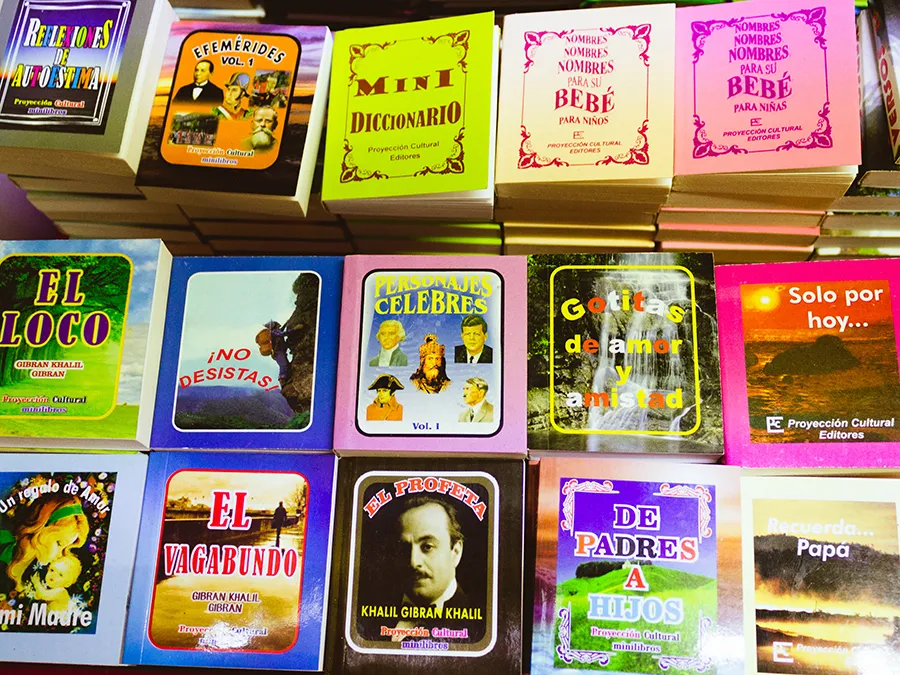 REFLEXIONES
DE
AUTOESTIMA
Proyección Cultural
minilibros
EFEMÉRIDES
VOL. 1
Proyección Cultural
minilibros
MINI
DICCIONARIO
Proyección Cultural
Editores
NOMBRES
NOMBRES
NOMBRES
PARA SU
BEBÉ
PARA NIÑOS
PROYECCIÓN CULTURAL
EDITORES
NOMBRES
NOMBRES
NOMBRES
PARA SU
BEBÉ
PARA NIÑAS
PROYECCIÓN CULTURAL
EDITORES
EL
LOCO
GIBRAN KHALIL
GIBRAN
Proyección Cultural
minilibros
¡NO
DESISTAS!
PERSONAJES
CELEBRES
Vol. 1
Gotitas
de amor
y
amistad
Solo por
hoy...
Proyección Cultural
Editores
Un regalo de Amor
mi Madre
EL
VAGABUNDO
GIBRAN KHALIL
GIBRAN
Proyección Cultural
EL PROFETA
KHALIL GIBRAN KHALIL
Proyección Cultural
minilibros
DE
PADRES
A
HIJOS
Proyección Cultural
minilibros
Recuerda...
Papá
Proyección